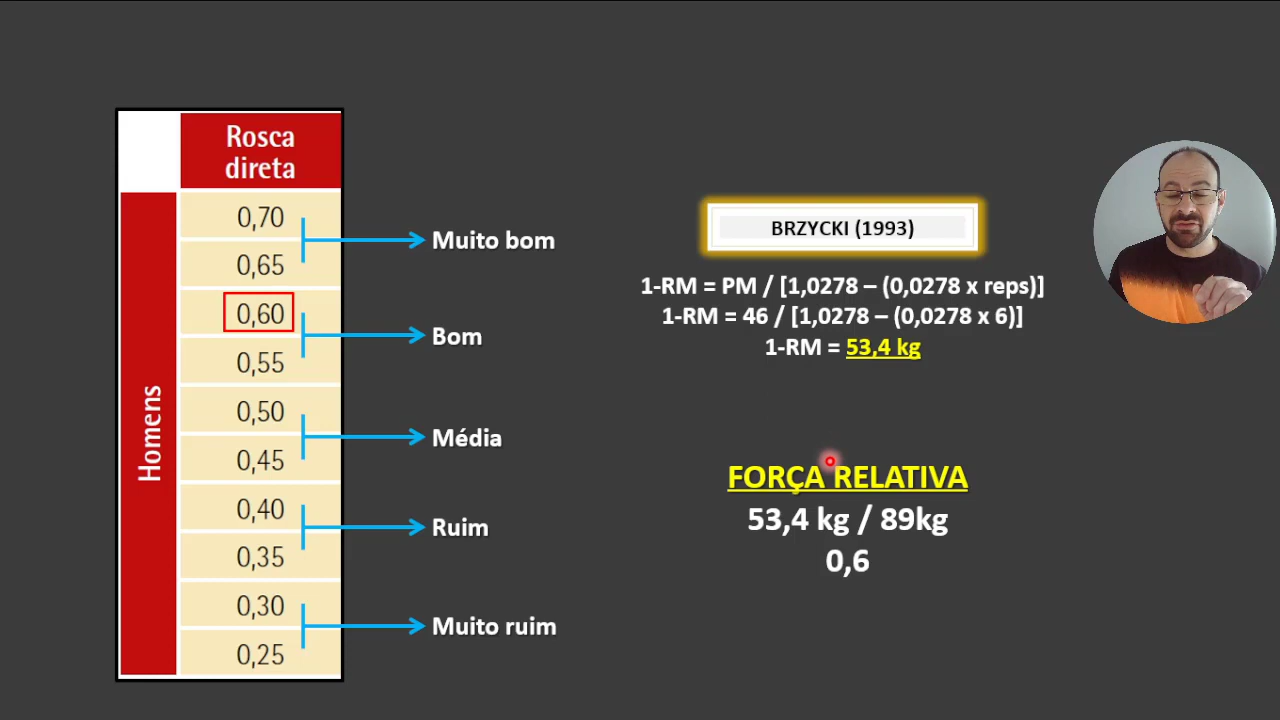 Rosca
direta
Homens
0,70
0,65
0,60
0,55
0,50
0,45
0,40
0,35
0,30
0,25
Muito bom
Bom
Média
Ruim
Muito ruim
BRZYCKI (1993)
1-RM = PM / [1,0278 – (0,0278 x reps)]
1-RM = 46 / [1,0278 – (0,0278 x 6)]
1-RM = 53,4 kg
FORÇA RELATIVA
53,4 kg / 89kg
0,6